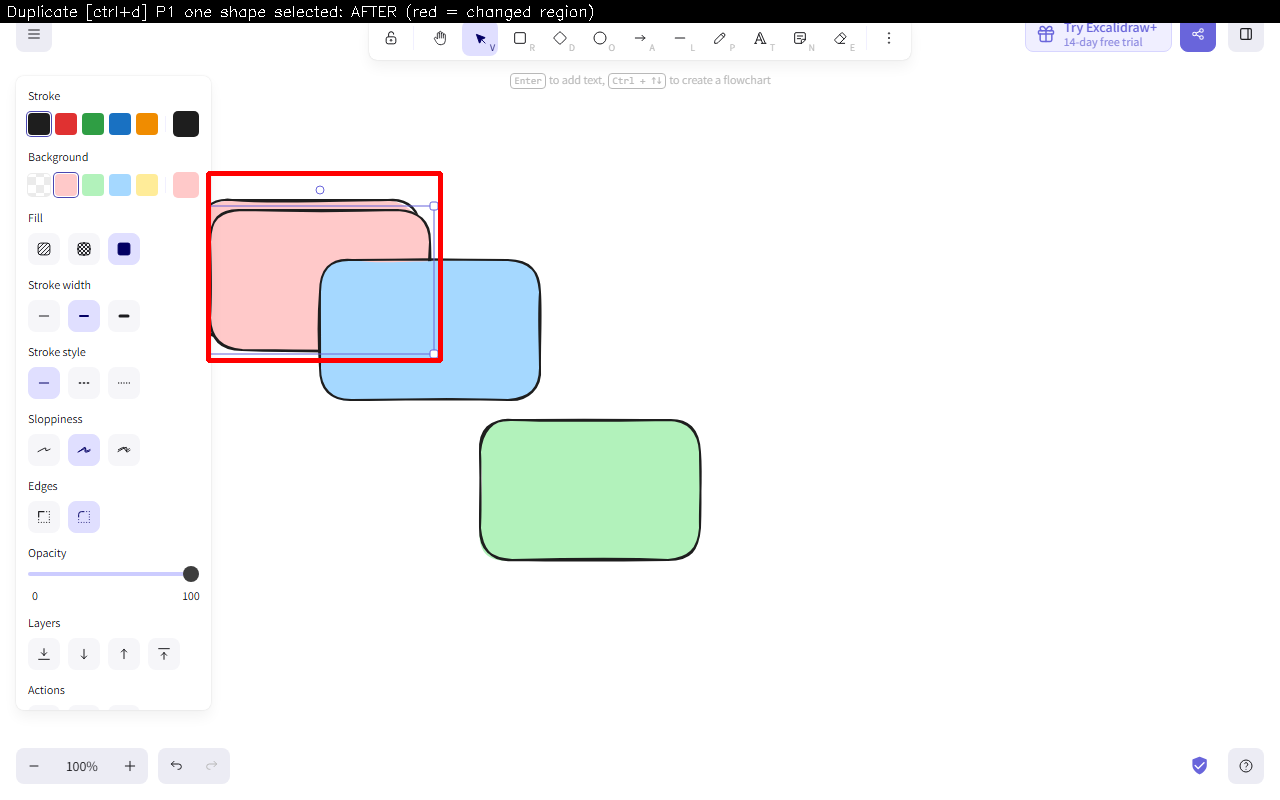 Duplicate [ctrl+d] P1 one shape selected: AFTER (red = changed region)
V
R
D
O
A
L
P
T
N
E
Try Excalidraw+
14-day free trial
Enter to add text, Ctrl + ↑↓ to create a flowchart
Stroke
Background
Fill
Stroke width
Stroke style
Sloppiness
Edges
Opacity
0 100
Layers
Actions
100%